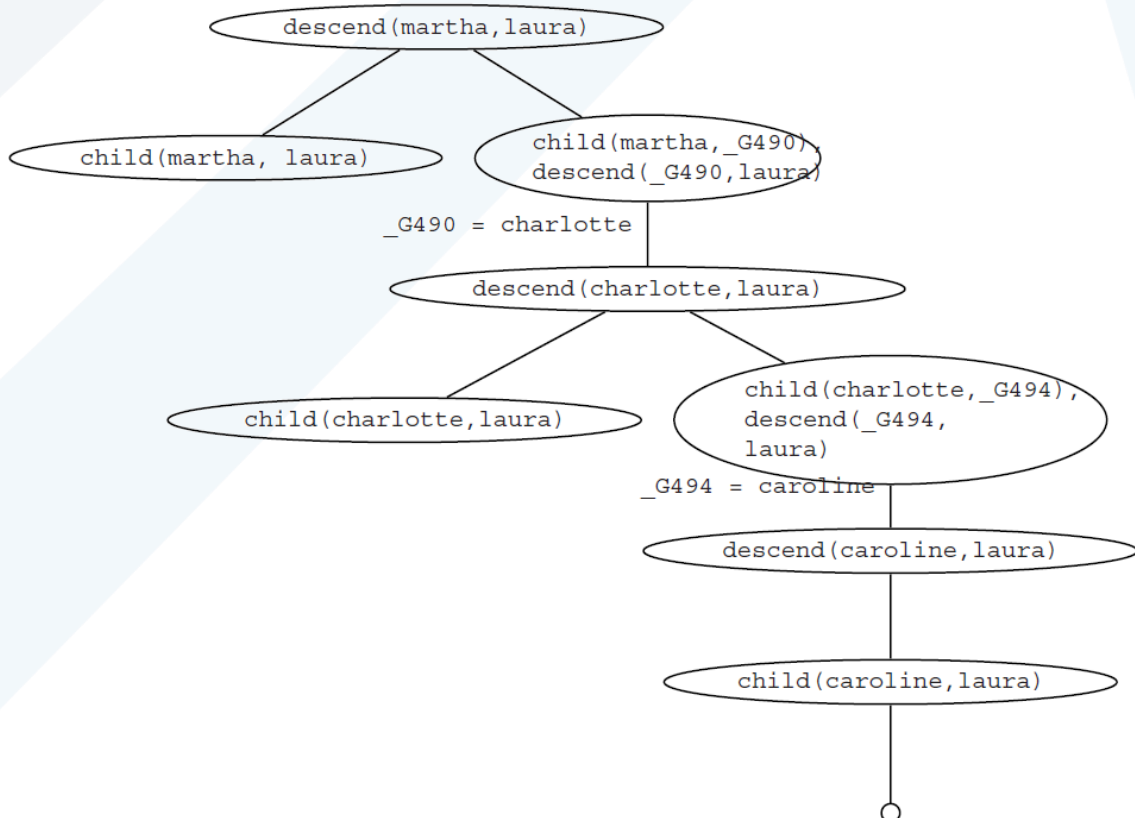 descend(martha,laura)
child(martha, laura)
child(martha,_G490),
descend(_G490,laura)
_G490 = charlotte
descend(charlotte,laura)
child(charlotte,laura)
child(charlotte,_G494),
descend(_G494,
laura)
_G494 = caroline
descend(caroline,laura)
child(caroline,laura)